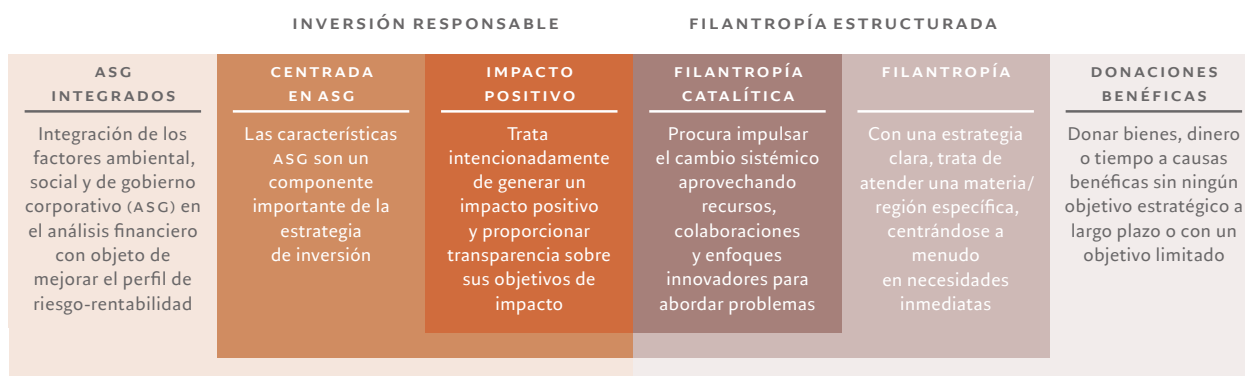 INVERSIÓN RESPONSABLE
FILANTROPÍA ESTRUCTURADA
ASG
INTEGRADOS
Integración de los
factores ambiental,
social y de gobierno
corporativo (ASG) en
el análisis financiero
con objeto de
mejorar el perfil de
riesgo-rentabilidad
CENTRADA
EN ASG
Las características
ASG son un
componente
importante de la
estrategia
de inversión
IMPACTO
POSITIVO
Trata
intencionadamente
de generar un
impacto positivo
y proporcionar
transparencia sobre
sus objetivos de
impacto
FILANTROPÍA
CATALÍTICA
Procura impulsar
el cambio sistémico
aprovechando
recursos,
colaboraciones
y enfoques
innovadores para
abordar problemas
FILANTROPÍA
Con una estrategia
clara, trata de
atender una materia/
región específica,
centrándose a
menudo
en necesidades
inmediatas
DONACIONES
BENÉFICAS
Donar bienes, dinero
o tiempo a causas
benéficas sin ningún
objetivo estratégico a
largo plazo o con un
objetivo limitado